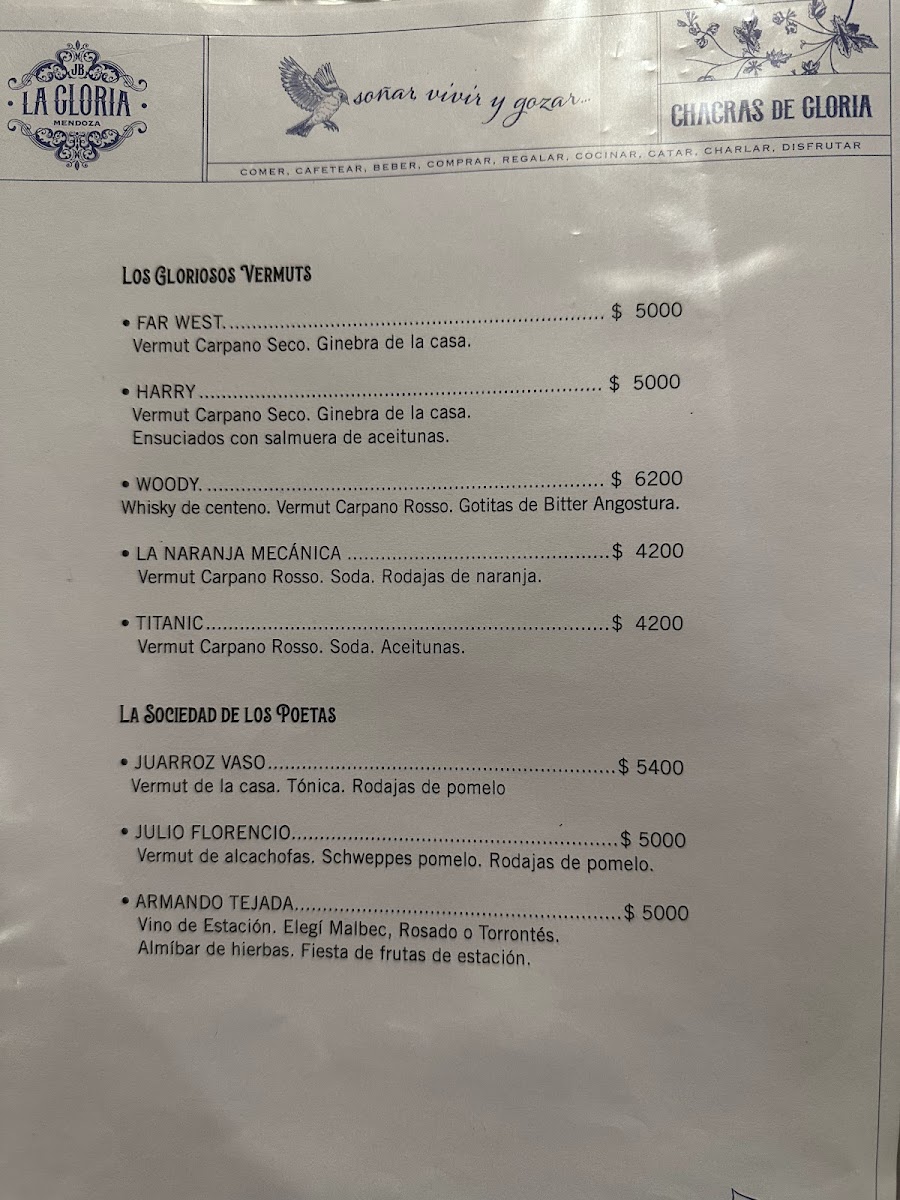 JB
LA GLORIA
MENDOZA
soñar, vivir y gozar...
CHACRAS DE GLORIA
COMER, CAFETEAR, BEBER, COMPRAR, REGALAR, COCINAR, CATAR, CHARLAR, DISFRUTAR
LOS GLORIOSOS VERMUTS
• FAR WEST................................................................ $ 5000
Vermut Carpano Seco. Ginebra de la casa.
• HARRY.................................................................... $ 5000
Vermut Carpano Seco. Ginebra de la casa.
Ensuciados con salmuera de aceitunas.
• WOODY.................................................................... $ 6200
Whisky de centeno. Vermut Carpano Rosso. Gotitas de Bitter Angostura.
• LA NARANJA MECÁNICA ............................................$ 4200
Vermut Carpano Rosso. Soda. Rodajas de naranja.
• TITANIC....................................................................$ 4200
Vermut Carpano Rosso. Soda. Aceitunas.
LA SOCIEDAD DE LOS POETAS
• JUARROZ VASO..........................................................$ 5400
Vermut de la casa. Tónica. Rodajas de pomelo
• JULIO FLORENCIO......................................................$ 5000
Vermut de alcachofas. Schweppes pomelo. Rodajas de pomelo.
• ARMANDO TEJADA......................................................$ 5000
Vino de Estación. Elegí Malbec, Rosado o Torrontés.
Almíbar de hierbas. Fiesta de frutas de estación.